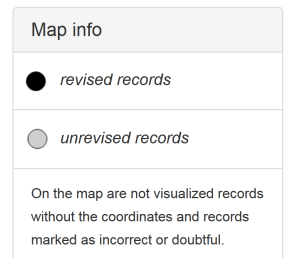 Map info
revised records
unrevised records
On the map are not visualized records
without the coordinates and records
marked as incorrect or doubtful.